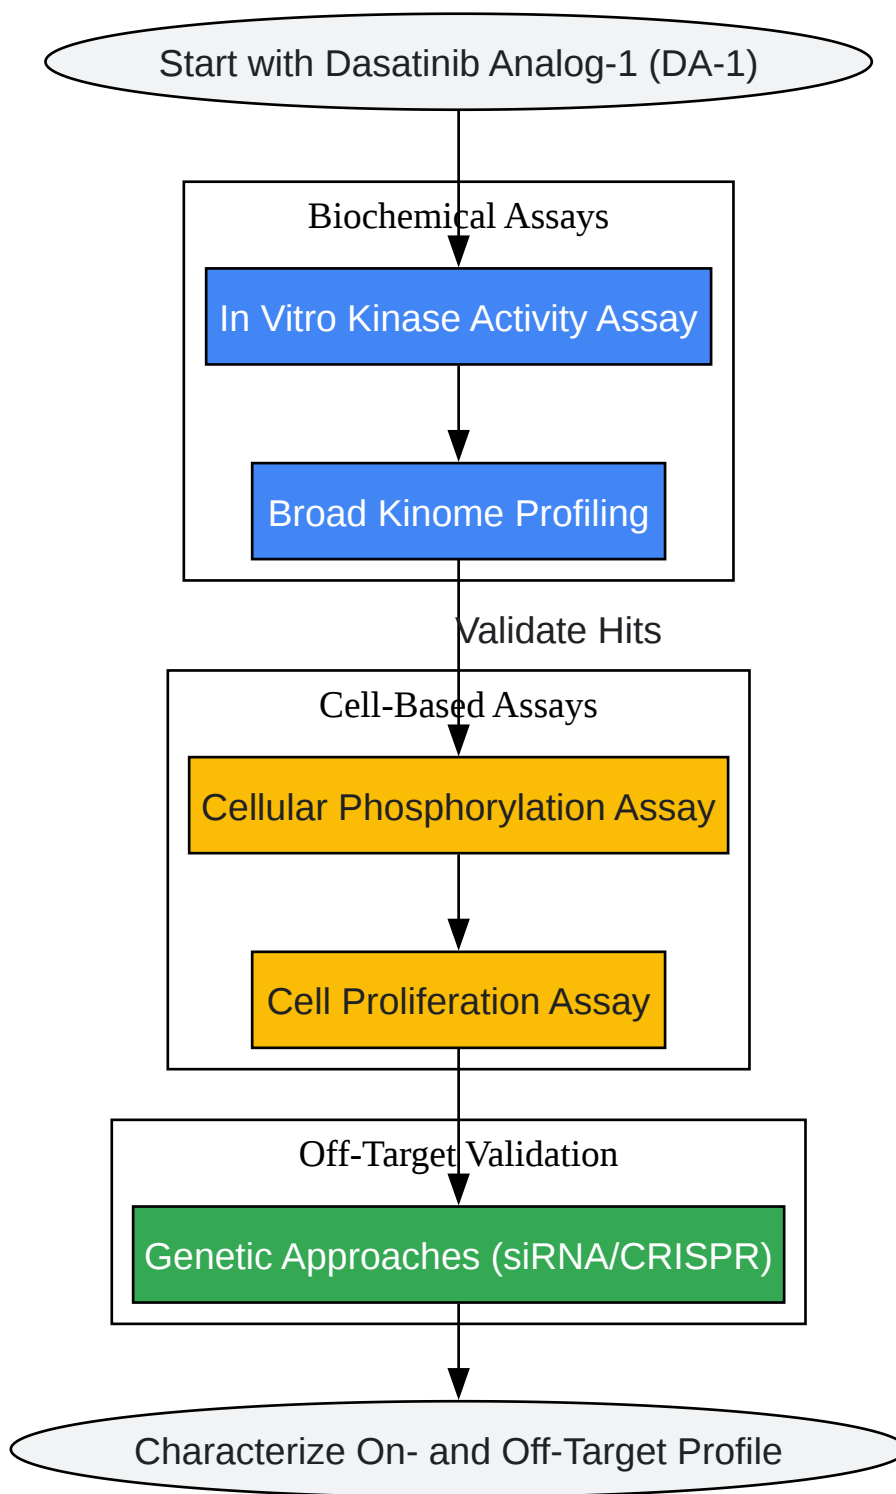 Start with Dasatinib Analog-1 (DA-1)
Biochemical Assays
In Vitro Kinase Activity Assay
Broad Kinome Profiling
Validate Hits
Cell-Based Assays
Cellular Phosphorylation Assay
Cell Proliferation Assay
Off-Target Validation
Genetic Approaches (siRNA/CRISPR)
Characterize On- and Off-Target Profile